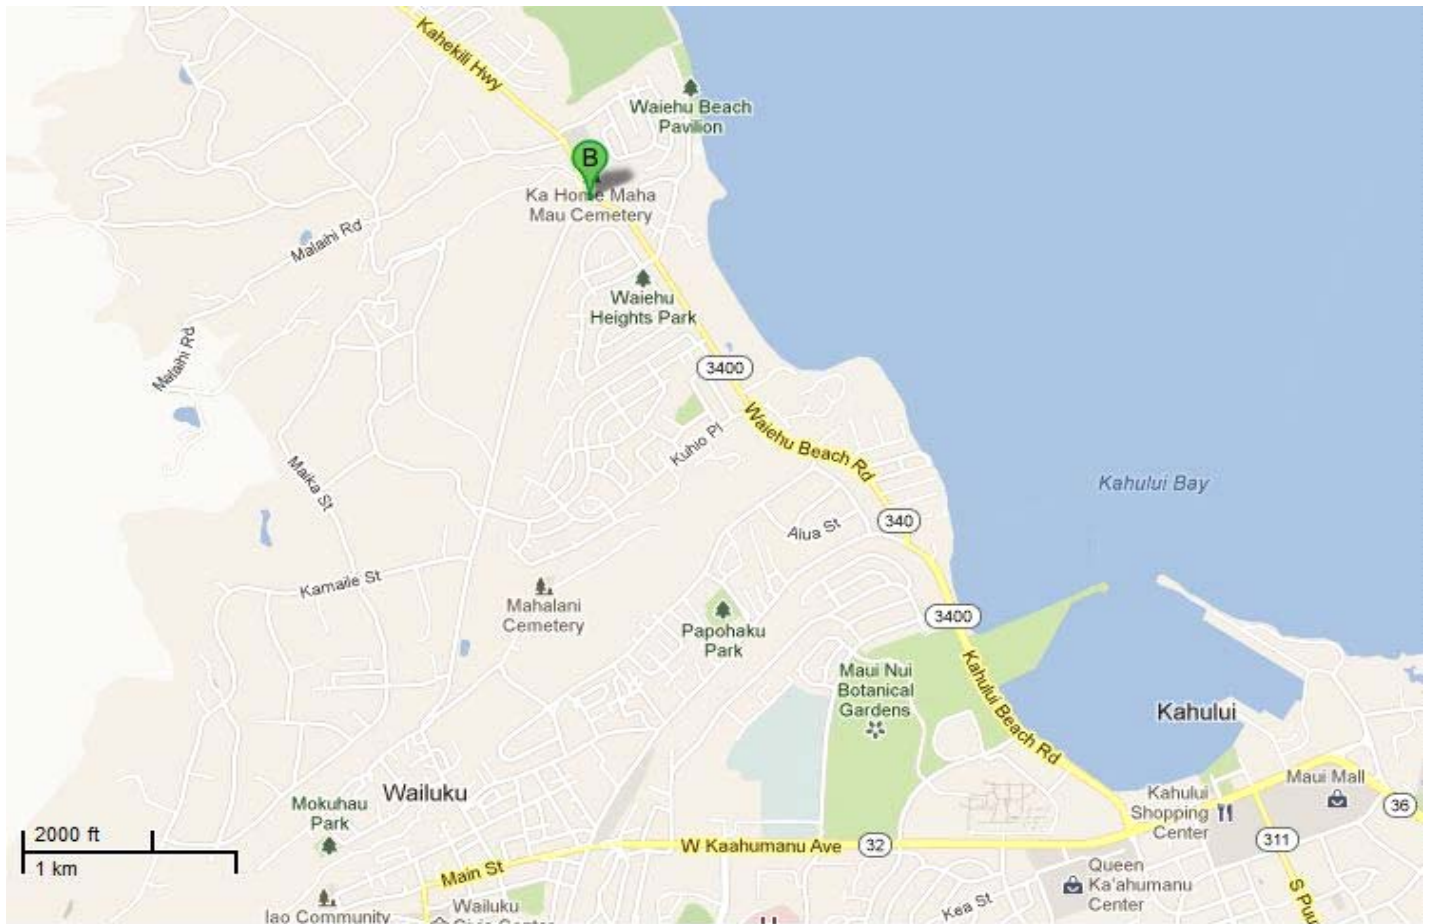 Kahekili Hwy
Waiehu Beach
Pavilion
B
Ka Home Maha
Mau Cemetery
Malaihi Rd
Waiehu
Heights Park
Malaihi Rd
3400
Waiehu Beach Rd
Kuhio Pl
Maika St
Kahului Bay
340
Alua St
Kamaile St
Mahalani
Cemetery
3400
Papohaku
Park
Maui Nui
Botanical
Gardens
Kahului Beach Rd
Kahului
Maui Mall
Wailuku
Mokuhau
Park
Kahului
Shopping
Center
36
2000 ft
1 km
W Kaahumanu Ave
32
311
Main St
Queen
Ka'ahumanu
Center
S Puu
Kea St
Iao Community
Wailuku
Civic Center
H